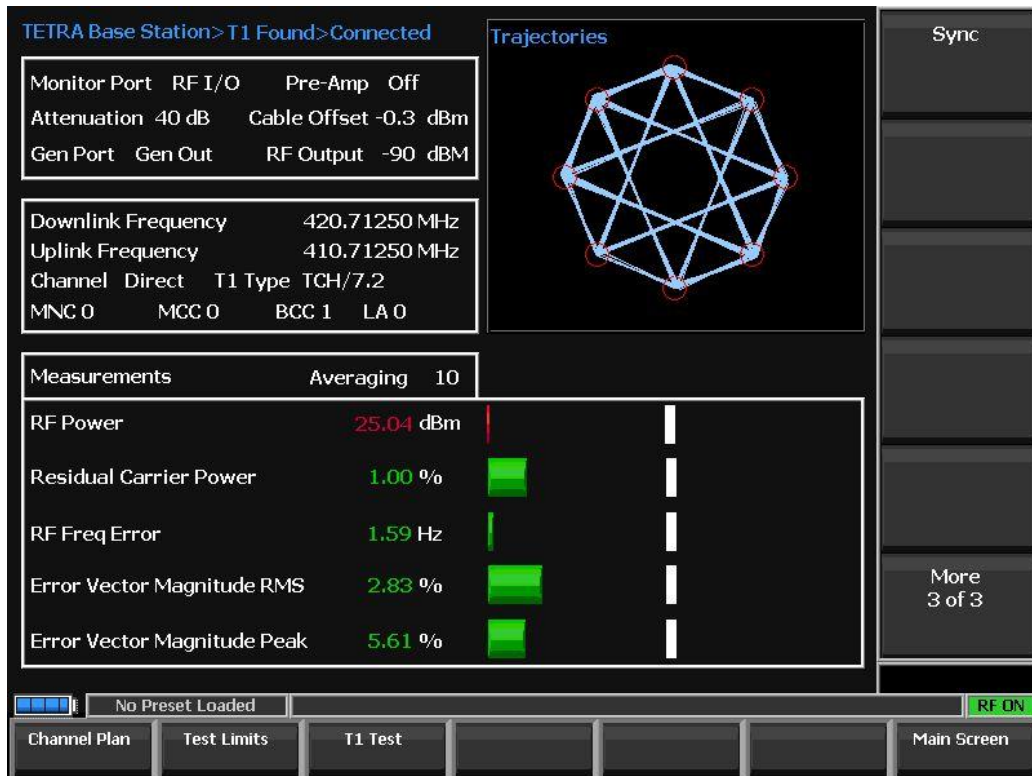 TETRA Base Station>T1 Found>Connected
Trajectories
Sync
Monitor Port RF I/O Pre-Amp Off
Attenuation 40 dB Cable Offset -0.3 dBm
Gen Port Gen Out RF Output -90 dBM
Downlink Frequency 420.71250 MHz
Uplink Frequency 410.71250 MHz
Channel Direct T1 Type TCH/7.2
MNC 0 MCC 0 BCC 1 LA 0
Measurements Averaging 10
RF Power 25.04 dBm
Residual Carrier Power 1.00 %
RF Freq Error 1.59 Hz
Error Vector Magnitude RMS 2.83 %
Error Vector Magnitude Peak 5.61 %
More
3 of 3
No Preset Loaded
RF ON
Channel Plan Test Limits T1 Test Main Screen